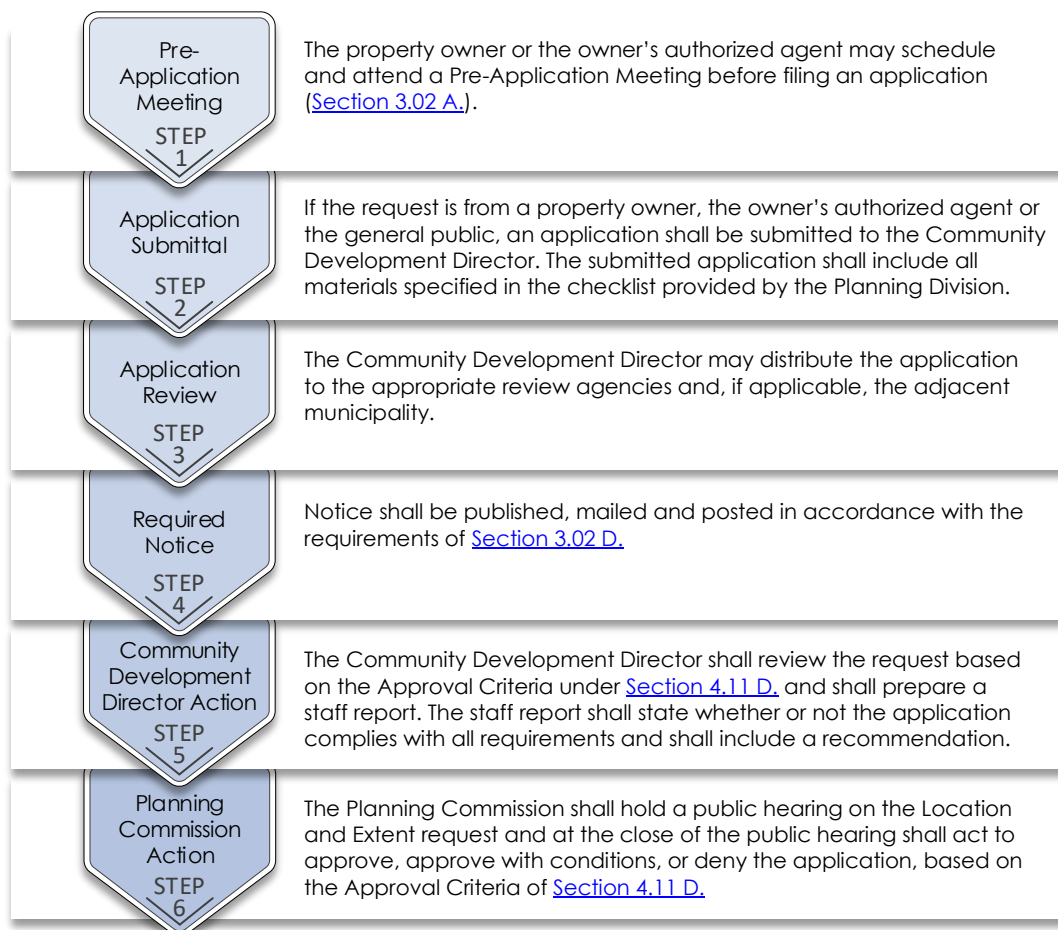 Pre-
Application
Meeting
STEP
1
The property owner or the owner’s authorized agent may schedule
and attend a Pre-Application Meeting before filing an application
(Section 3.02 A.).
Application
Submittal
STEP
2
If the request is from a property owner, the owner’s authorized agent or
the general public, an application shall be submitted to the Community
Development Director. The submitted application shall include all
materials specified in the checklist provided by the Planning Division.
Application
Review
STEP
3
The Community Development Director may distribute the application
to the appropriate review agencies and, if applicable, the adjacent
municipality.
Required
Notice
STEP
4
Notice shall be published, mailed and posted in accordance with the
requirements of Section 3.02 D.
Community
Development
Director Action
STEP
5
The Community Development Director shall review the request based
on the Approval Criteria under Section 4.11 D. and shall prepare a
staff report. The staff report shall state whether or not the application
complies with all requirements and shall include a recommendation.
Planning
Commission
Action
STEP
6
The Planning Commission shall hold a public hearing on the Location
and Extent request and at the close of the public hearing shall act to
approve, approve with conditions, or deny the application, based on
the Approval Criteria of Section 4.11 D.